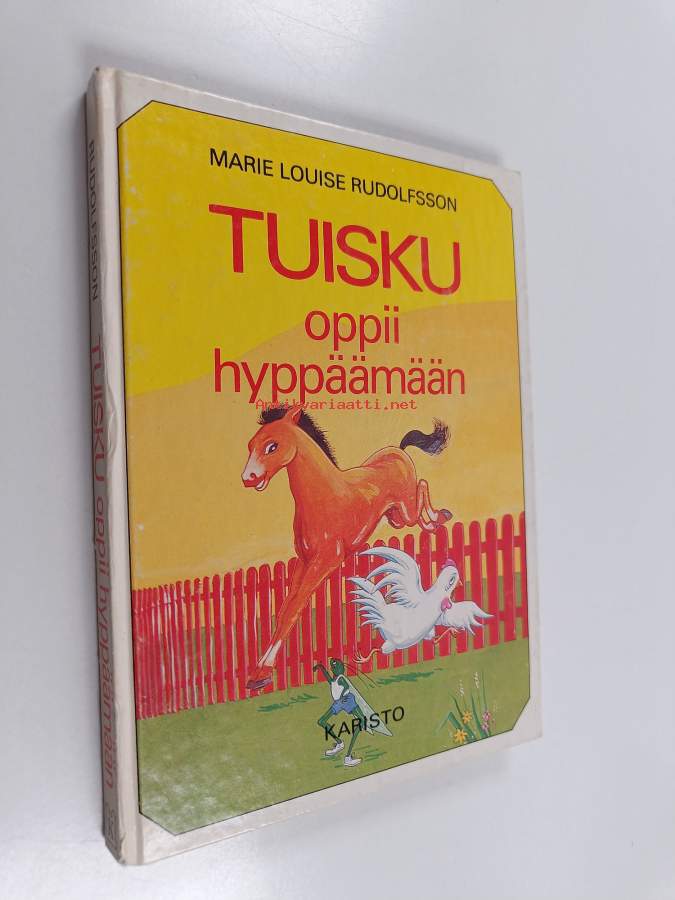 MARIE LOUISE RUDOLFSSON
TUISKU
oppii
hyppäämään
Antikvariaatti.net
KARISTO
RUDOLFSSON
TUISKU oppii hyppäämään